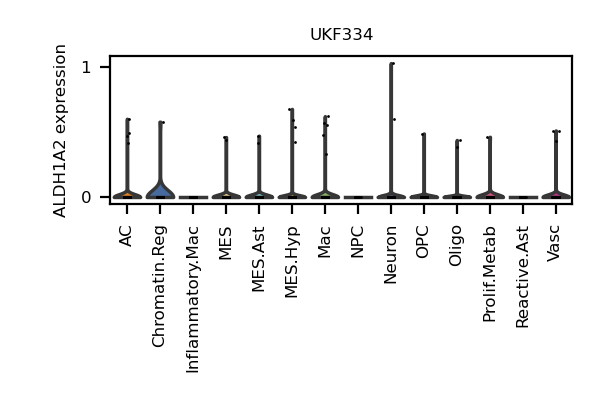 UKF334
ALDH1A2 expression
1
0
AC
Chromatin.Reg
Inflammatory.Mac
MES
MES.Ast
MES.Hyp
Mac
NPC
Neuron
OPC
Oligo
Prolif.Metab
Reactive.Ast
Vasc